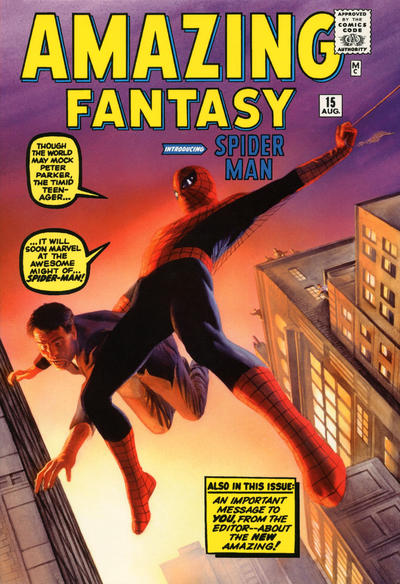 AMAZING
FANTASY
APPROVED
BY THE
COMICS
CODE
AUTHORITY
M
C
15
AUG.
INTRODUCING
SPIDER
MAN
THOUGH
THE WORLD
MAY MOCK
PETER
PARKER,
THE TIMID
TEEN-
AGER...
...IT WILL
SOON MARVEL
AT THE
AWESOME
MIGHT OF...
SPIDER-MAN!
ALSO IN THIS ISSUE:
AN IMPORTANT
MESSAGE TO
YOU, FROM THE
EDITOR--ABOUT
THE NEW
AMAZING!